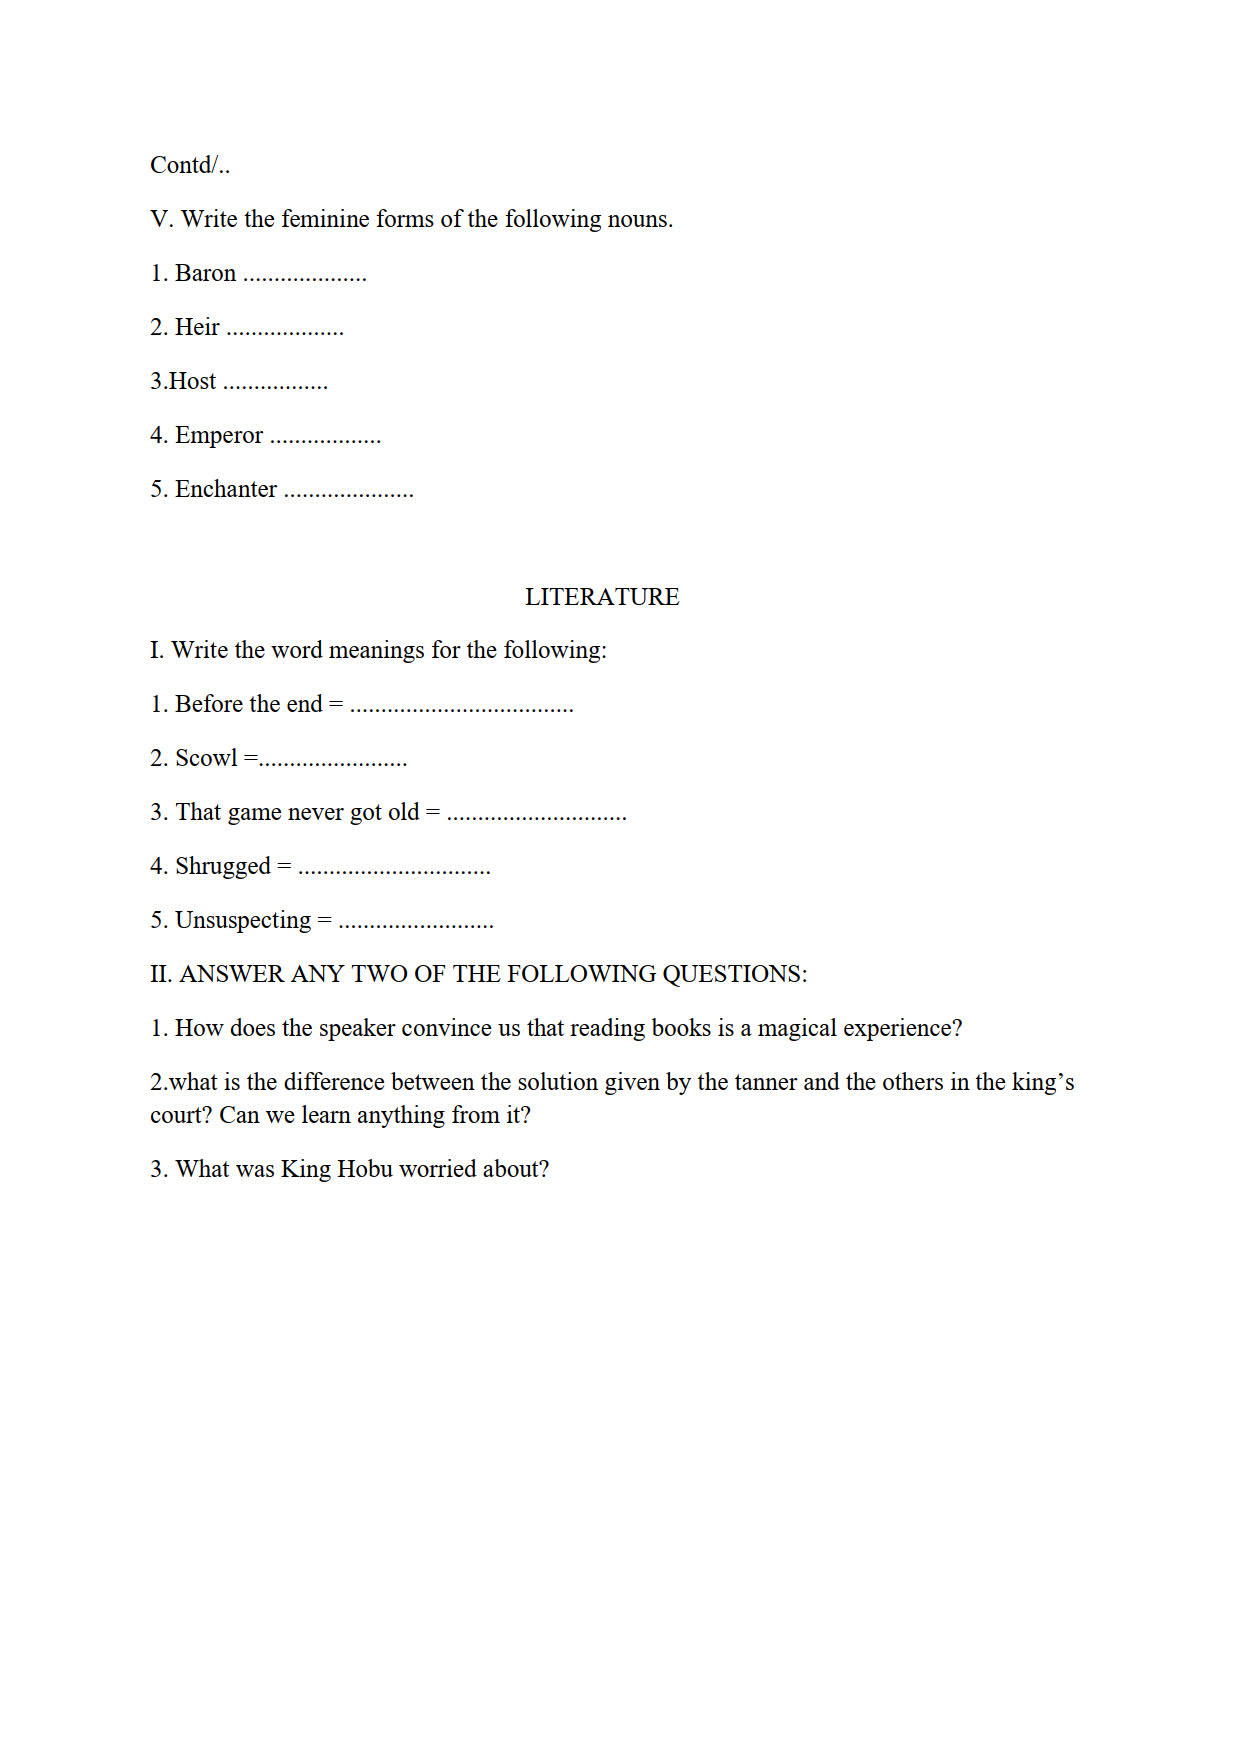 Contd/..
V. Write the feminine forms of the following nouns.
1. Baron ....................
2. Heir ...................
3.Host .................
4. Emperor ..................
5. Enchanter .....................
LITERATURE
I. Write the word meanings for the following:
1. Before the end = ....................................
2. Scowl =........................
3. That game never got old = .............................
4. Shrugged = ...............................
5. Unsuspecting = .........................
II. ANSWER ANY TWO OF THE FOLLOWING QUESTIONS:
1. How does the speaker convince us that reading books is a magical experience?
2.what is the difference between the solution given by the tanner and the others in the king’s
court? Can we learn anything from it?
3. What was King Hobu worried about?